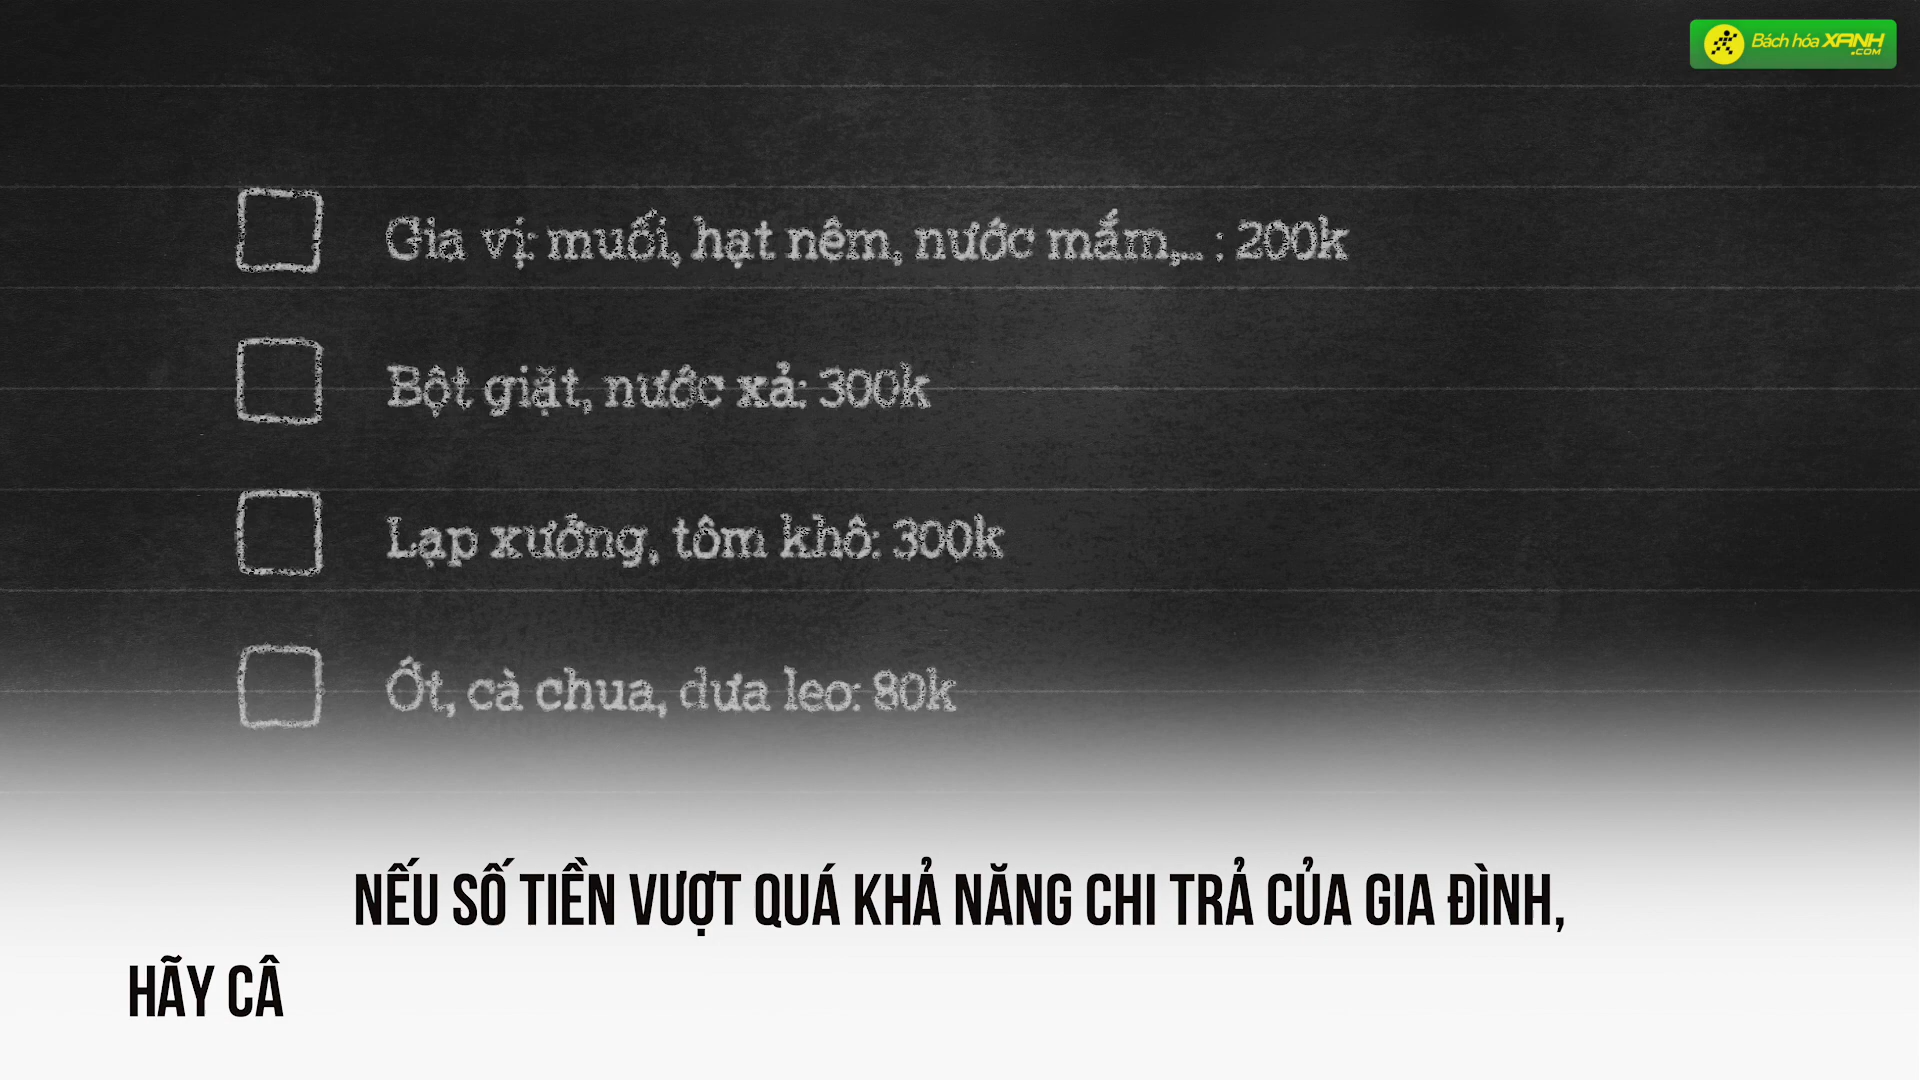 Bách hóa XANH
.COM
Gia vị: muối, hạt nêm, nước mắm,... : 200k
Bột giặt, nước xả: 300k
Lạp xưởng, tôm khô: 300k
Ớt, cà chua, dưa leo: 80k
NẾU SỐ TIỀN VƯỢT QUÁ KHẢ NĂNG CHI TRẢ CỦA GIA ĐÌNH,
HÃY CÂ